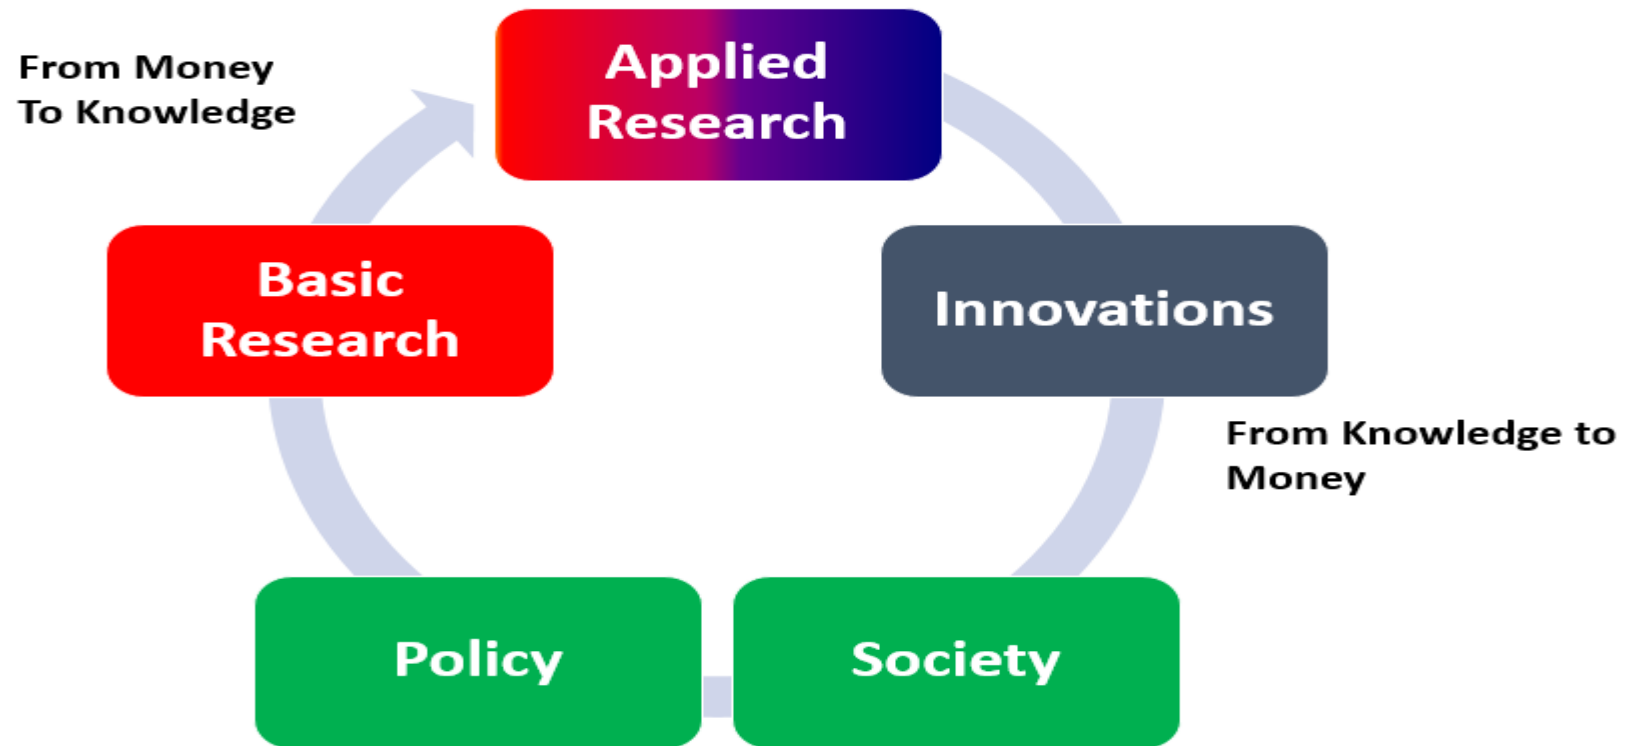 From Money
To Knowledge
Applied
Research
Basic
Research
Innovations
From Knowledge to
Money
Policy
Society